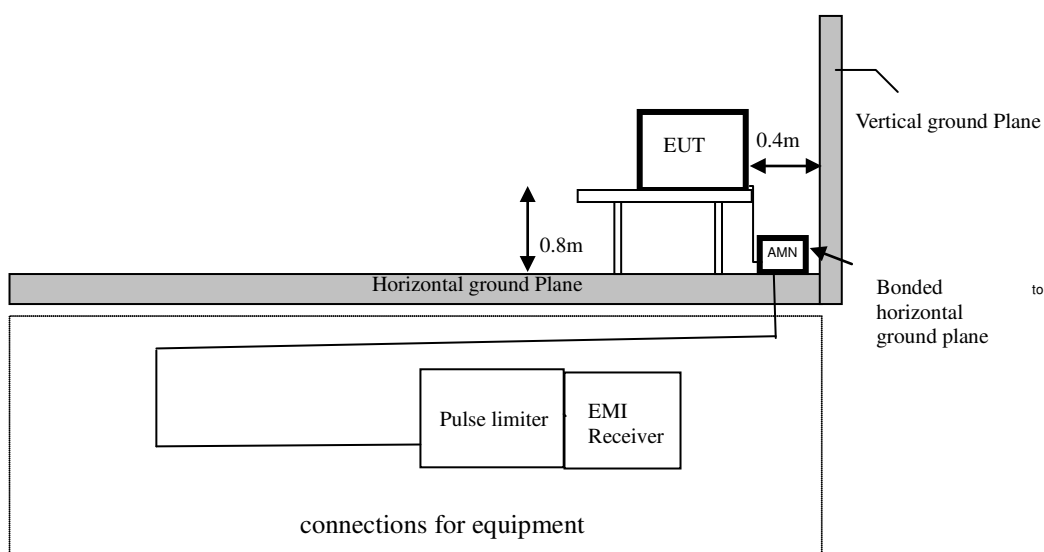 EUT
0.4m
Vertical ground Plane
0.8m
AMN
Horizontal ground Plane
Bonded to
horizontal
ground plane
Pulse limiter
EMI
Receiver
connections for equipment